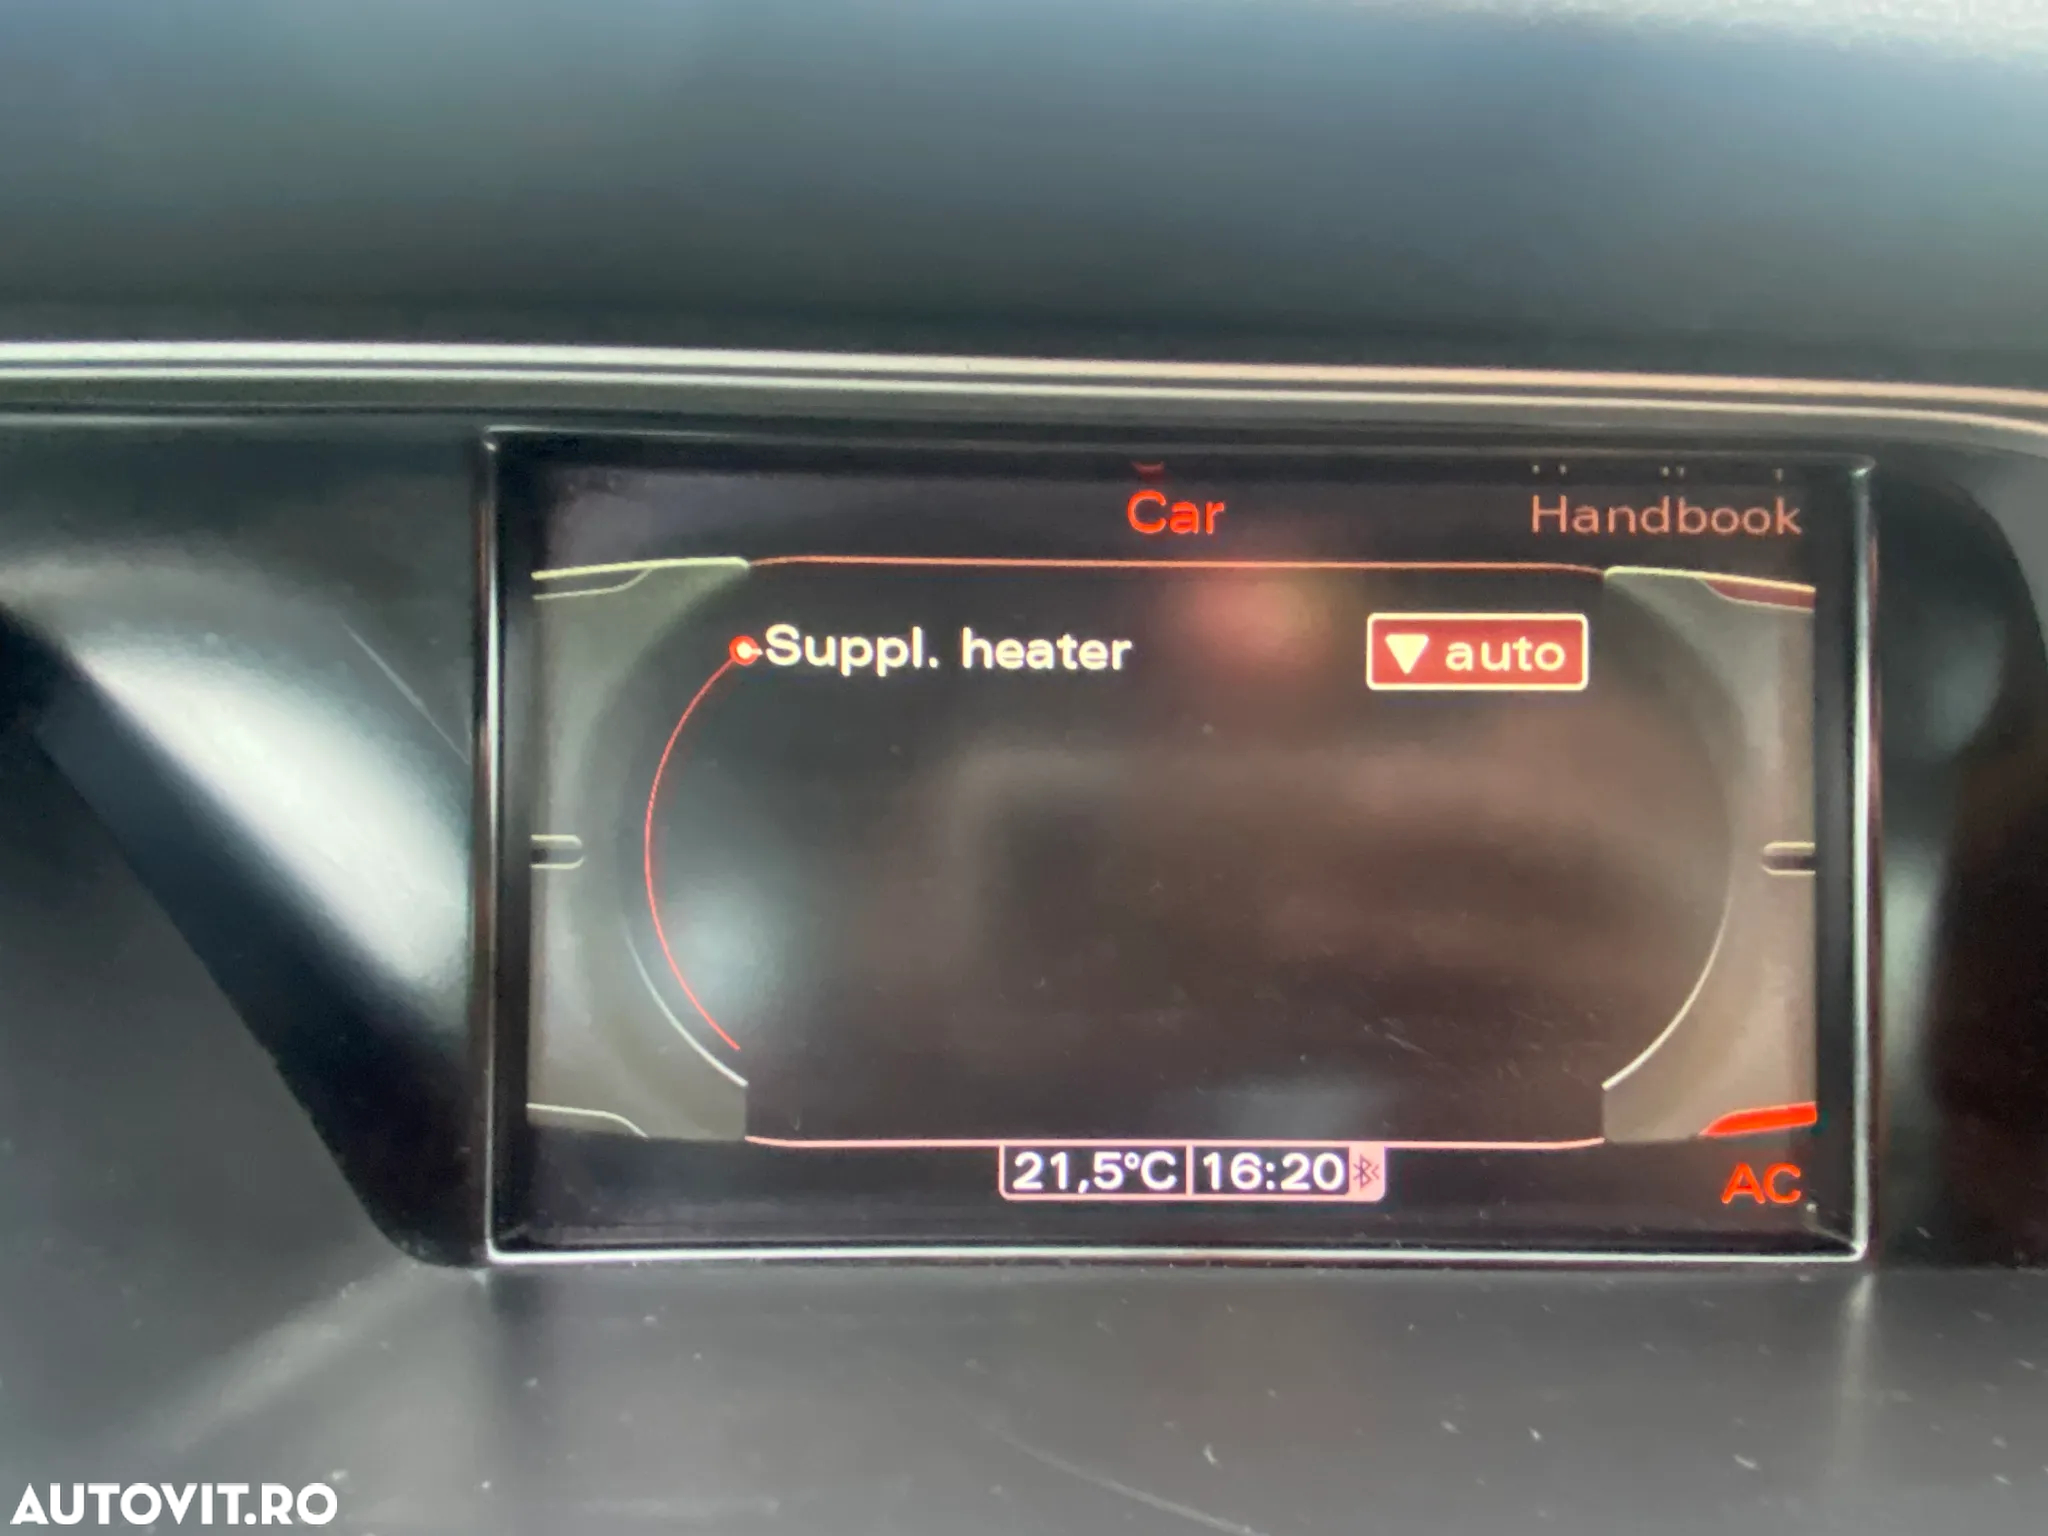 Car
Handbook
Suppl. heater
auto
21,5°C 16:20
AC
AUTOVIT.RO